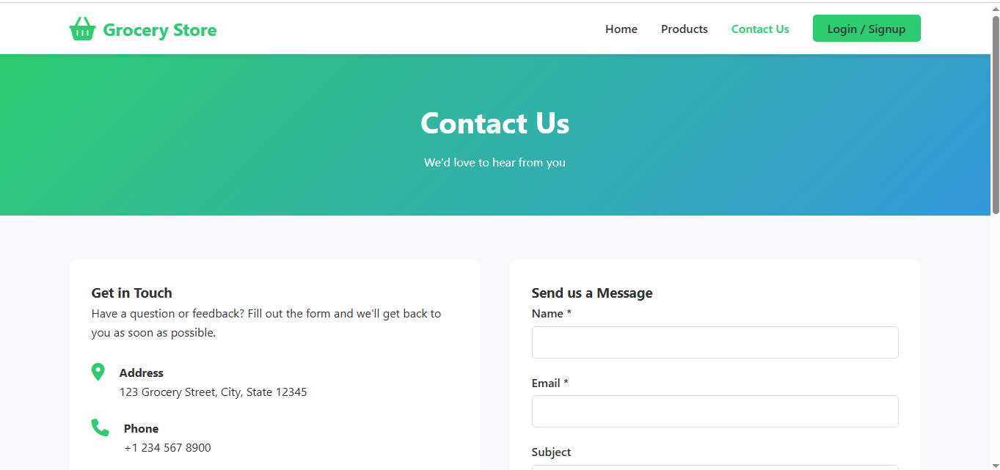 Grocery Store
Home
Products
Contact Us
Login / Signup
Contact Us
We'd love to hear from you
Get in Touch
Have a question or feedback? Fill out the form and we'll get back to
you as soon as possible.
Address
123 Grocery Street, City, State 12345
Phone
+1 234 567 8900
Send us a Message
Name *
Email *
Subject